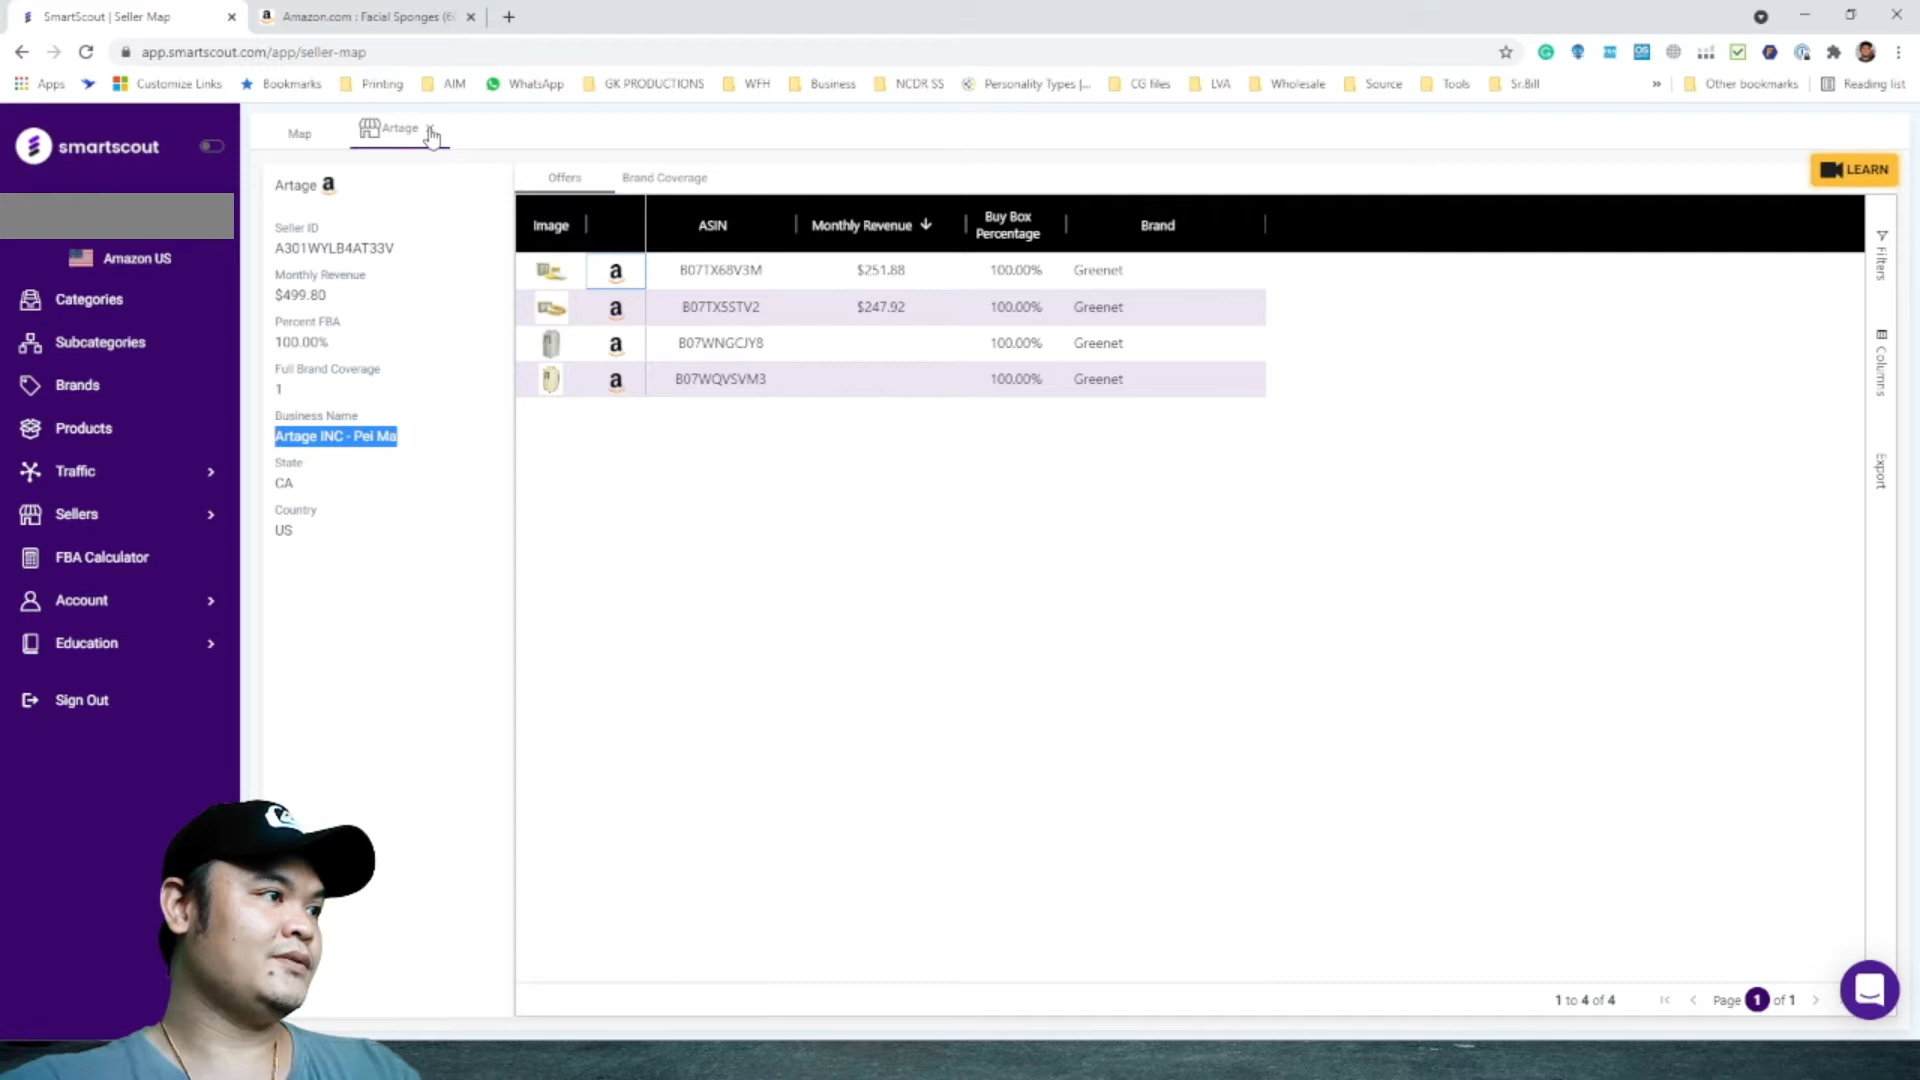 SmartScout | Seller Map
Amazon.com : Facial Sponges (60
app.smartscout.com/app/seller-map
Apps
Customize Links
Bookmarks
Printing
AIM
WhatsApp
GK PRODUCTIONS
WFH
Business
NCDR SS
Personality Types |...
CG files
LVA
Wholesale
Source
Tools
Sr.Bill
»
Other bookmarks
Reading list
smartscout
Amazon US
Categories
Subcategories
Brands
Products
Traffic
Sellers
FBA Calculator
Account
Education
Sign Out
Map
Artage
LEARN
Artage
Seller ID
A301WYLB4AT33V
Monthly Revenue
$499.80
Percent FBA
100.00%
Full Brand Coverage
1
Business Name
Artage INC - Pei Ma
State
CA
Country
US
Offers Brand Coverage
Image ASIN Monthly Revenue Buy Box Percentage Brand
B07TX68V3M $251.88 100.00% Greenet
B07TX5STV2 $247.92 100.00% Greenet
B07WNGCJY8 100.00% Greenet
B07WQVSVM3 100.00% Greenet
Filters
Columns
Export
1 to 4 of 4 Page 1 of 1